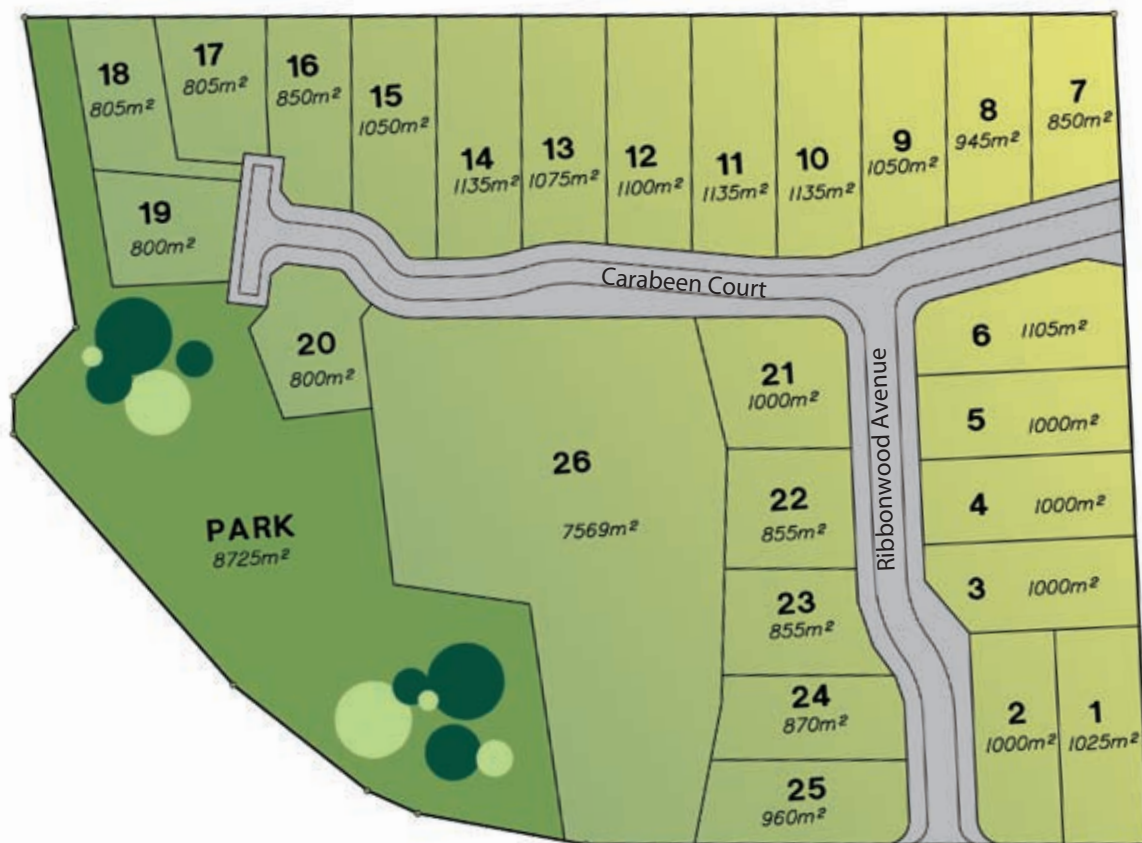 18
805m²
17
805m²
16
850m²
15
1050m²
14
1135m²
13
1075m²
12
1100m²
11
1135m²
10
1135m²
9
1050m²
8
945m²
7
850m²
19
800m²
Carabeen Court
20
800m²
21
1000m²
6 1105m²
Ribbonwood Avenue
5 1000m²
26
7569m²
22
855m²
4 1000m²
PARK
8725m²
3 1000m²
23
855m²
24
870m²
2
1000m²
1
1025m²
25
960m²